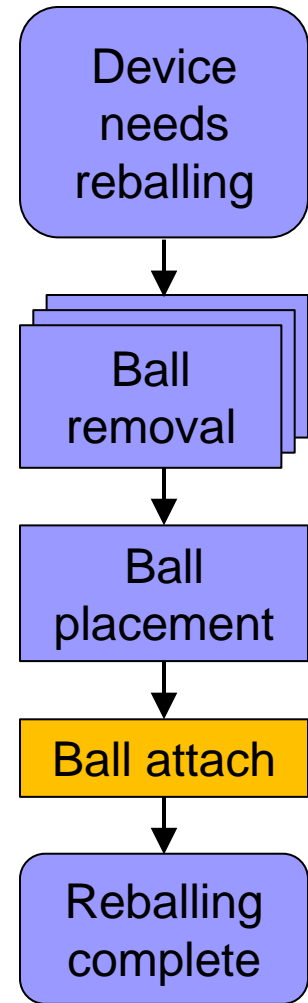 Device
needs
reballing
Ball
removal
Ball
placement
Ball attach
Reballing
complete